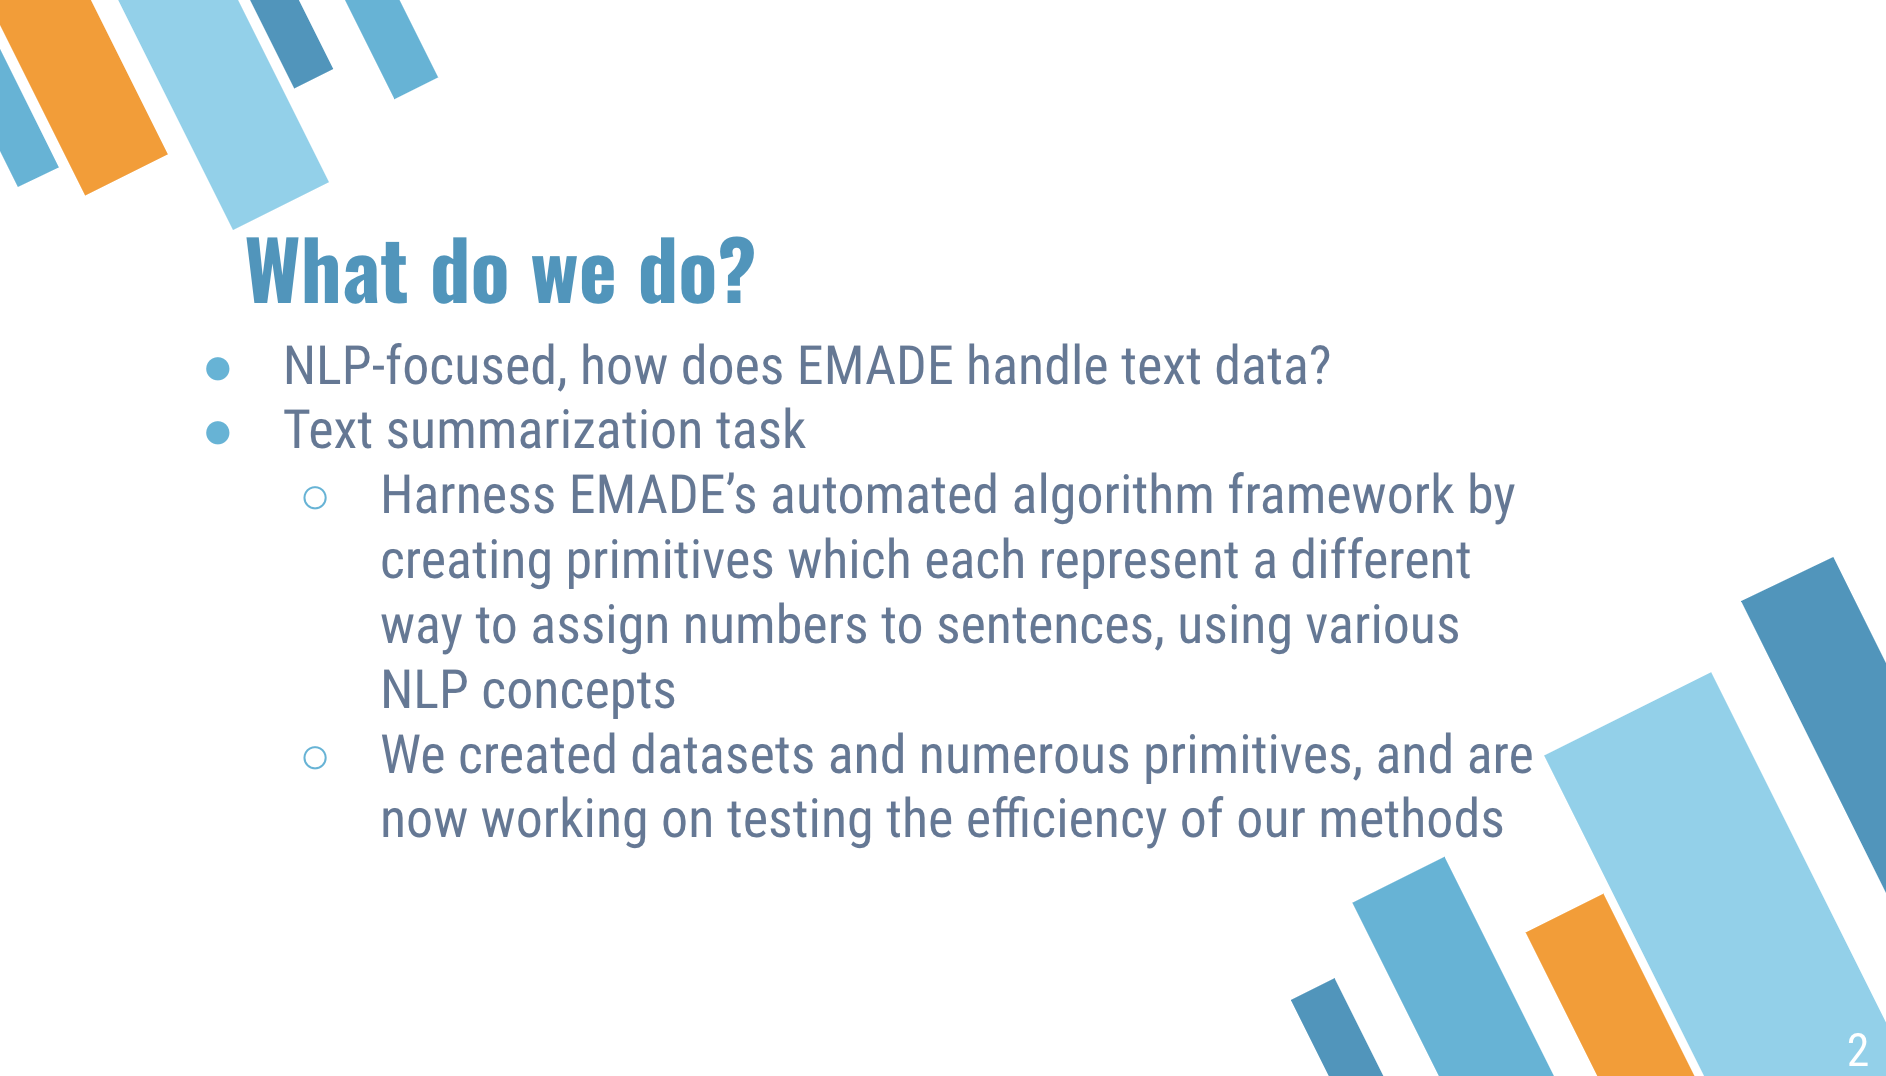 What do we do?
● NLP-focused, how does EMADE handle text data?
● Text summarization task
○ Harness EMADE’s automated algorithm framework by
creating primitives which each represent a different
way to assign numbers to sentences, using various
NLP concepts
○ We created datasets and numerous primitives, and are
now working on testing the efficiency of our methods
2